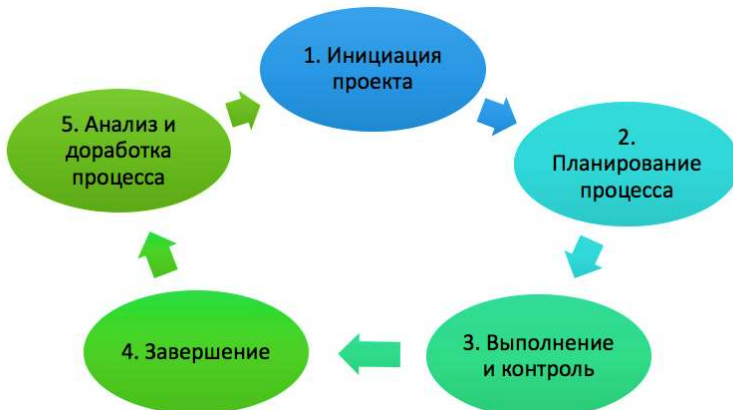 1. Инициация
проекта
2.
Планирование
процесса
3. Выполнение
и контроль
4. Завершение
5. Анализ и
доработка
процесса